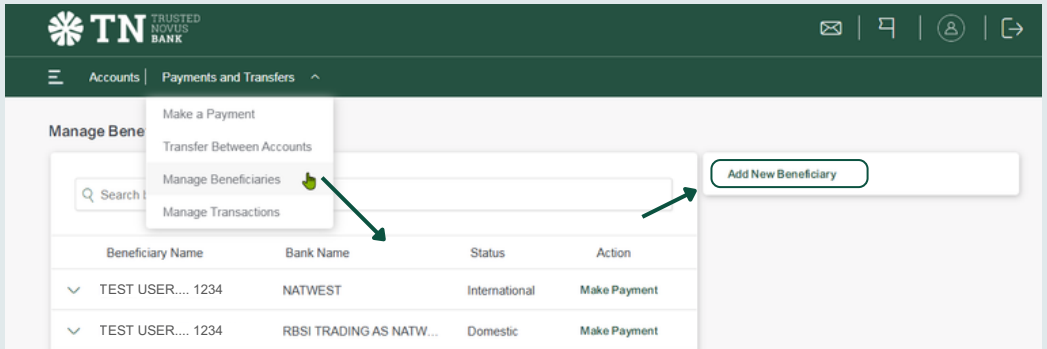 TN TRUSTED
NOVUS
BANK
Accounts | Payments and Transfers
Make a Payment
Manage Bene
Transfer Between Accounts
Manage Beneficiaries
Add New Beneficiary
Search
Manage Transactions
Beneficiary Name Bank Name Status Action
TEST USER.... 1234 NATWEST International Make Payment
TEST USER.... 1234 RBSI TRADING AS NATW... Domestic Make Payment